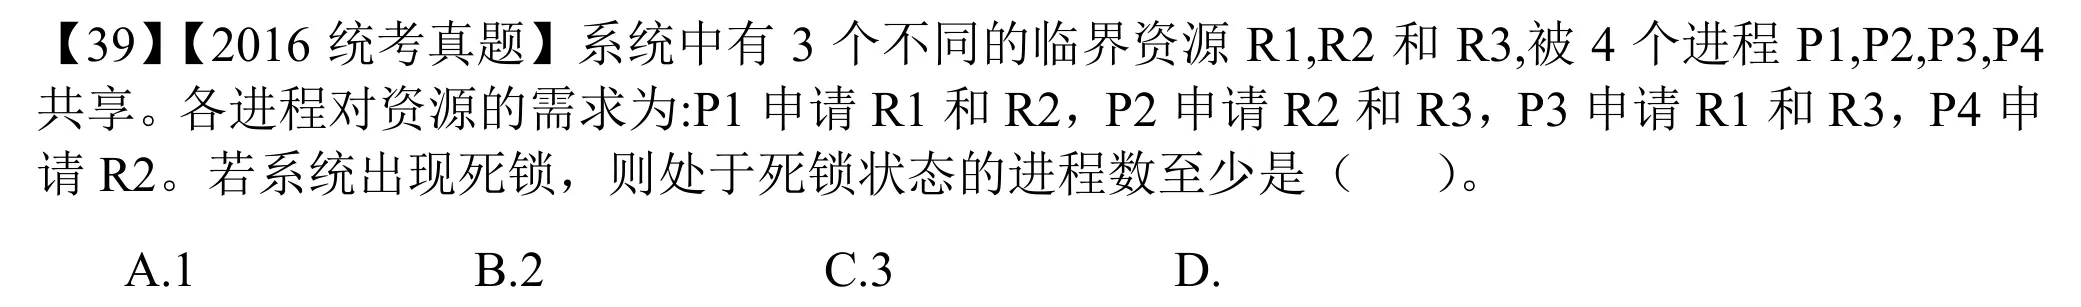 【39】【2016 统考真题】系统中有 3 个不同的临界资源 R1,R2 和 R3,被 4 个进程 P1,P2,P3,P4
共享。各进程对资源的需求为:P1 申请 R1 和 R2，P2 申请 R2 和 R3，P3 申请 R1 和 R3，P4 申
请 R2。若系统出现死锁，则处于死锁状态的进程数至少是（　　）。
A.1　　B.2　　C.3　　D.